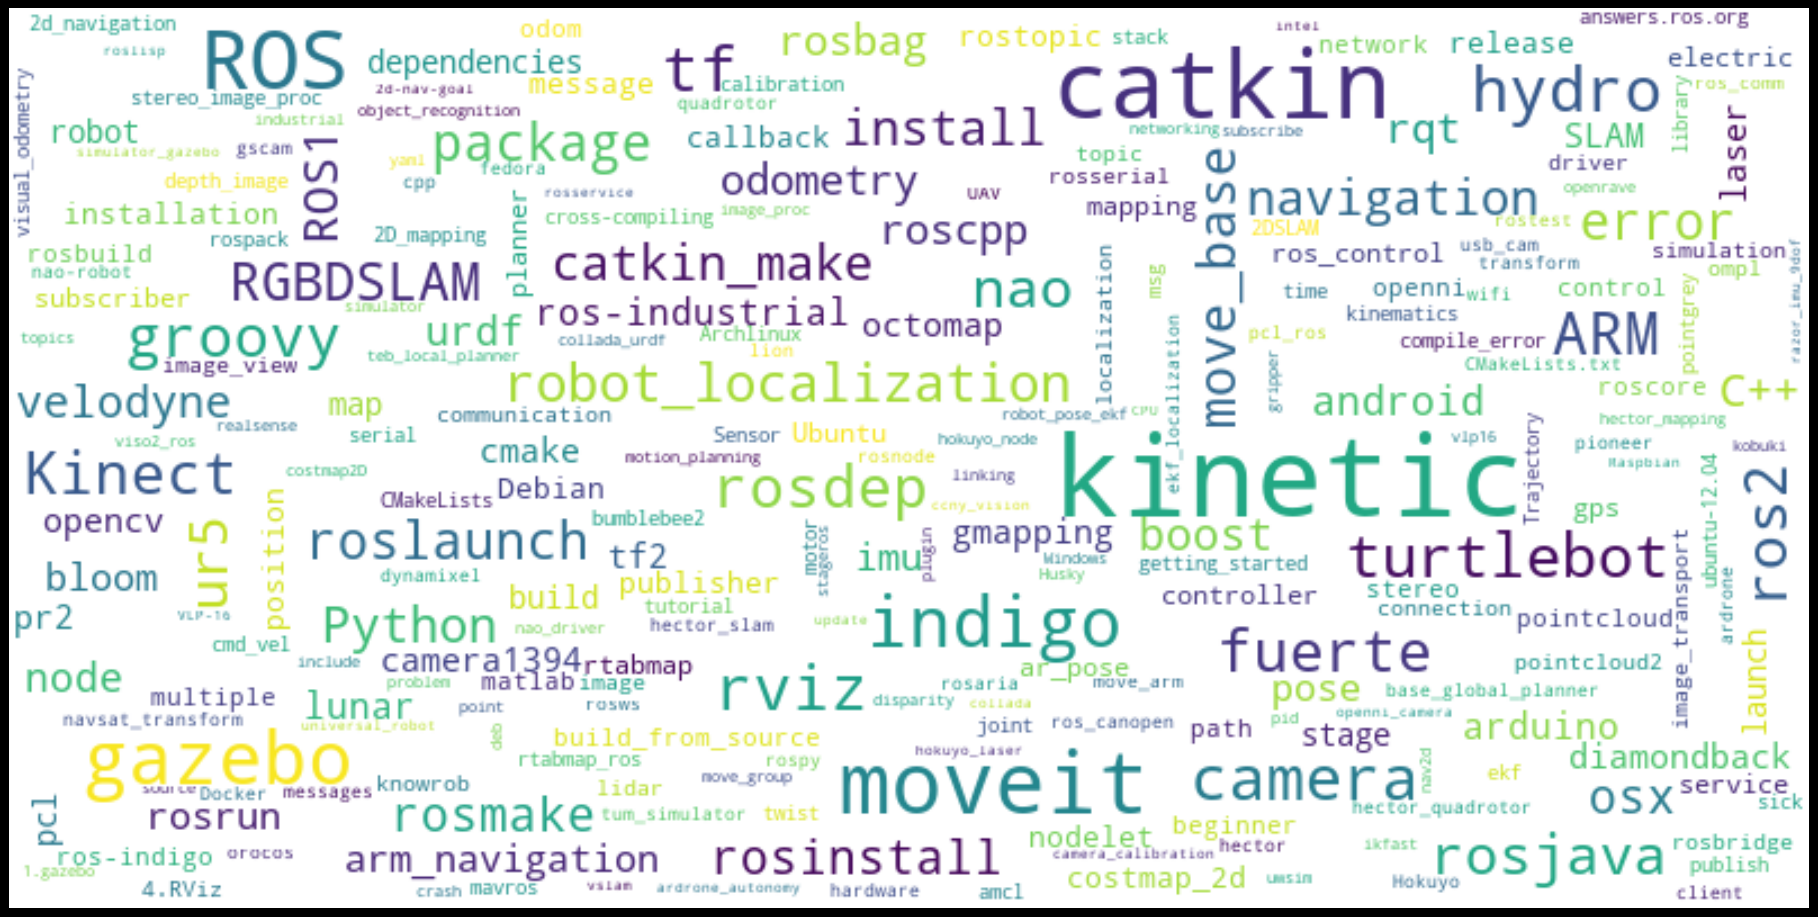 2d_navigation
roslisp
ROS
dependencies
odom
message
tf
rosbag
rostopic
stack
intel
answers.ros.org
network
release
electric
ros_comm
catkin
hydro
calibration
quadrotor
2d-nav-goal
object_recognition
stereo_image_proc
industrial
robot
simulator_gazebo
gscam
visual_odometry
depth_image
ROS1
package
yaml
cpp
fedora
callback
install
networking
subscribe
rqt
SLAM
library
laser
driver
openrave
topic
rosserial
mapping
UAV
odometry
rosservice
cross-compiling
image_proc
planner
installation
rospack
2D_mapping
rosbuild
nao-robot
subscriber
RGBDSLAM
simulator
catkin_make
roscpp
nao
move_base
navigation
2DSLAM
rostest
error
ros_control
usb_cam
transform
simulation
ompl
razor_imu_9dof
localization
msg
time
openni
wifi
control
kinematics
pointgrey
topics
groovy
image_view
urdf
teb_local_planner
ros-industrial
collada_urdf
Archlinux
lion
octomap
ekf_localization
pcl_ros
gripper
compile_error
ARM
CMakeLists.txt
robot_localization
velodyne
realsense
map
communication
robot_pose_ekf
CPU
android
roscore
C++
hector_mapping
viso2_ros
serial
cmake
Sensor
Ubuntu
hokuyo_node
vlp16
Trajectory
pioneer
kobuki
Raspbian
Kinect
costmap2D
motion_planning
rosnode
linking
kinetic
ubuntu-12.04
ros2
opencv
ur5
position
CMakeLists
Debian
rosdep
ccny_vision
gps
roslaunch
bumblebee2
tf2
motor
stageros
imu
plugin
gmapping
boost
Windows
Husky
getting_started
turtlebot
image_transport
ardrone
bloom
dynamixel
build
publisher
tutorial
stereo
connection
controller
pointcloud
pr2
VLP-16
cmd_vel
Python
nao_driver
hector_slam
update
indigo
fuerte
pointcloud2
launch
node
include
camera1394
rtabmap
problem
matlab
image
ar_pose
move_arm
rosaria
pose
base_global_planner
multiple
navsat_transform
lunar
universal_robot
point
rosws
rviz
disparity
collada
joint
ros_canopen
pid
openni_camera
path
stage
arduino
gazebo
deb
build_from_source
rtabmap_ros
rospy
hokuyo_laser
diamondback
source
Docker
messages
knowrob
lidar
move_group
moveit
camera
nav2d
ekf
osx
service
sick
pcl
rosrun
rosmake
tum_simulator
twist
hector_quadrotor
beginner
nodelet
ros-indigo
orocos
1.gazebo
arm_navigation
rosinstall
camera_calibration
hector
ikfast
rosjava
rosbridge
publish
4.RViz
crash
mavros
vslam
ardrone_autonomy
hardware
amcl
costmap_2d
uwsim
Hokuyo
client